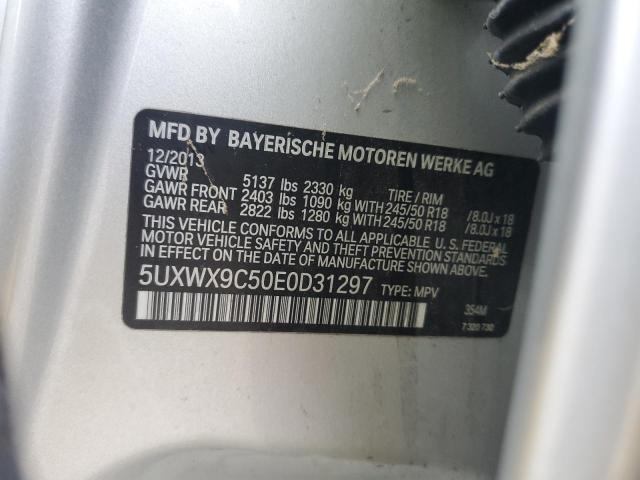 MFD BY BAYERISCHE MOTOREN WERKE AG
12/2013
GVWR 5137 lbs 2330 kg TIRE / RIM
GAWR FRONT 2403 lbs 1090 kg WITH 245/50 R18 /8.0J x 18
GAWR REAR 2822 lbs 1280 kg WITH 245/50 R18 /8.0J x 18
THIS VEHICLE CONFORMS TO ALL APPLICABLE U. S. FEDERAL
MOTOR VEHICLE SAFETY AND THEFT PREVENTION STANDARDS
IN EFFECT ON THE DATE OF MANUFACTURE SHOWN ABOVE.
5UXWX9C50E0D31297 TYPE: MPV
354M
7 320 730